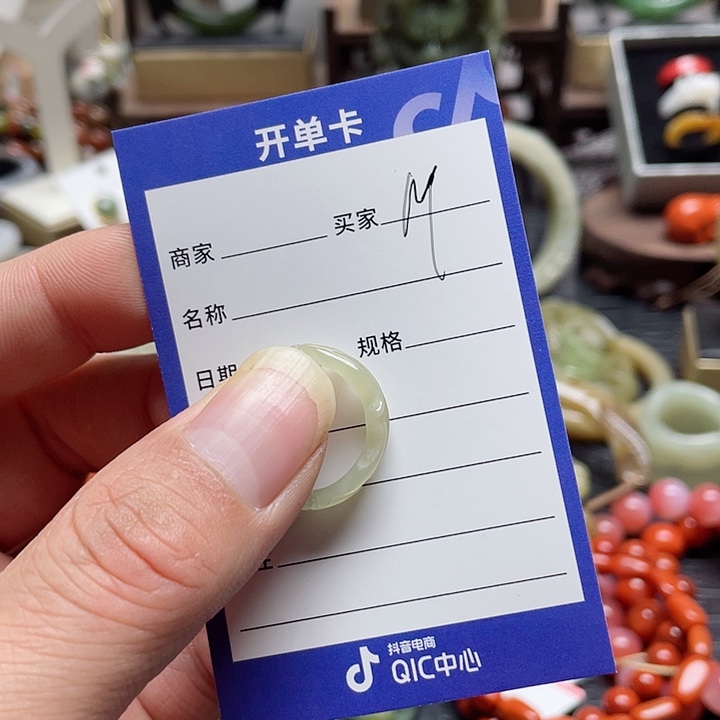 开单卡
商家 买家
名称
日期 规格
抖音电商
QIC中心